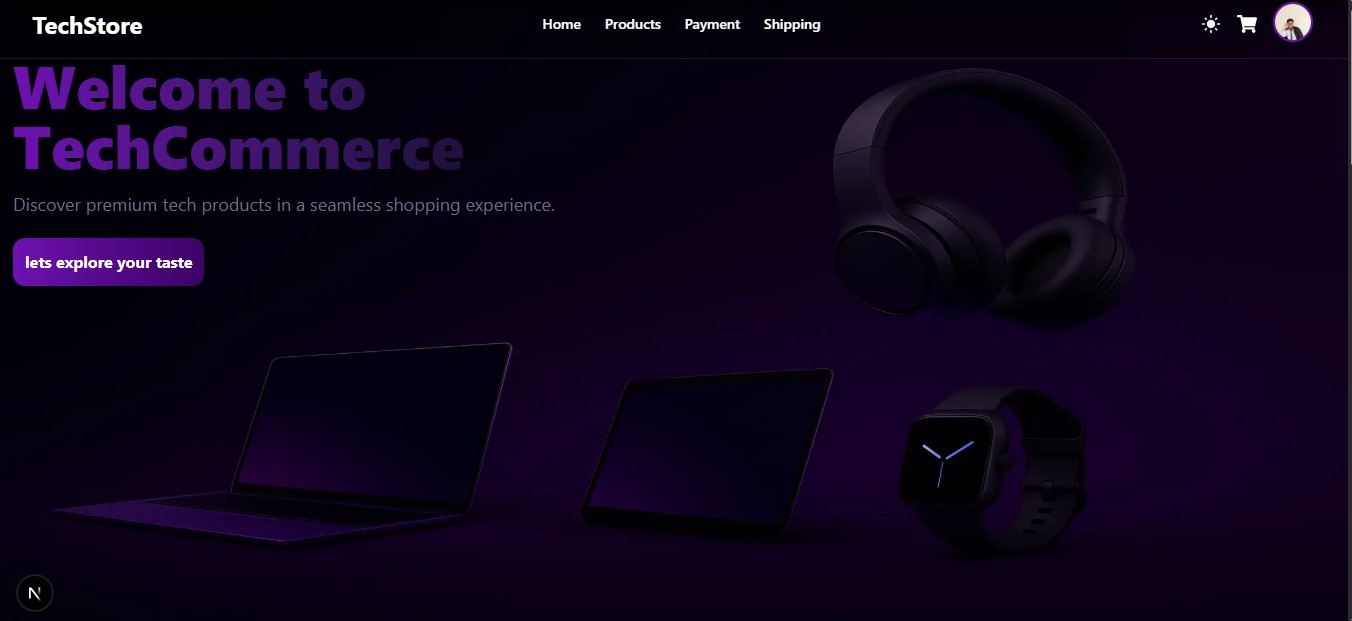 TechStore
Home Products Payment Shipping
Welcome to
TechCommerce
Discover premium tech products in a seamless shopping experience.
lets explore your taste
N